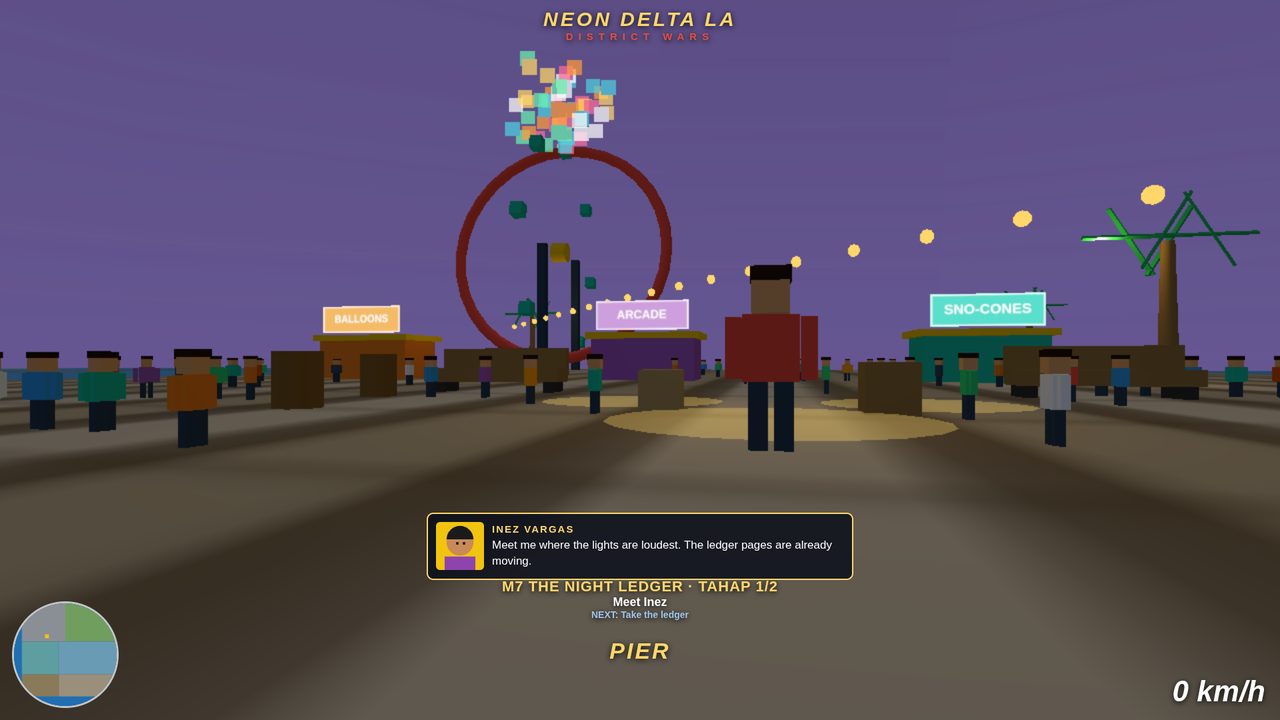 NEON DELTA LA
DISTRICT WARS
BALLOONS
ARCADE
SNO-CONES
INEZ VARGAS
Meet me where the lights are loudest. The ledger pages are already
moving.
M7 THE NIGHT LEDGER · TAHAP 1/2
Meet Inez
NEXT: Take the ledger
PIER
0 km/h